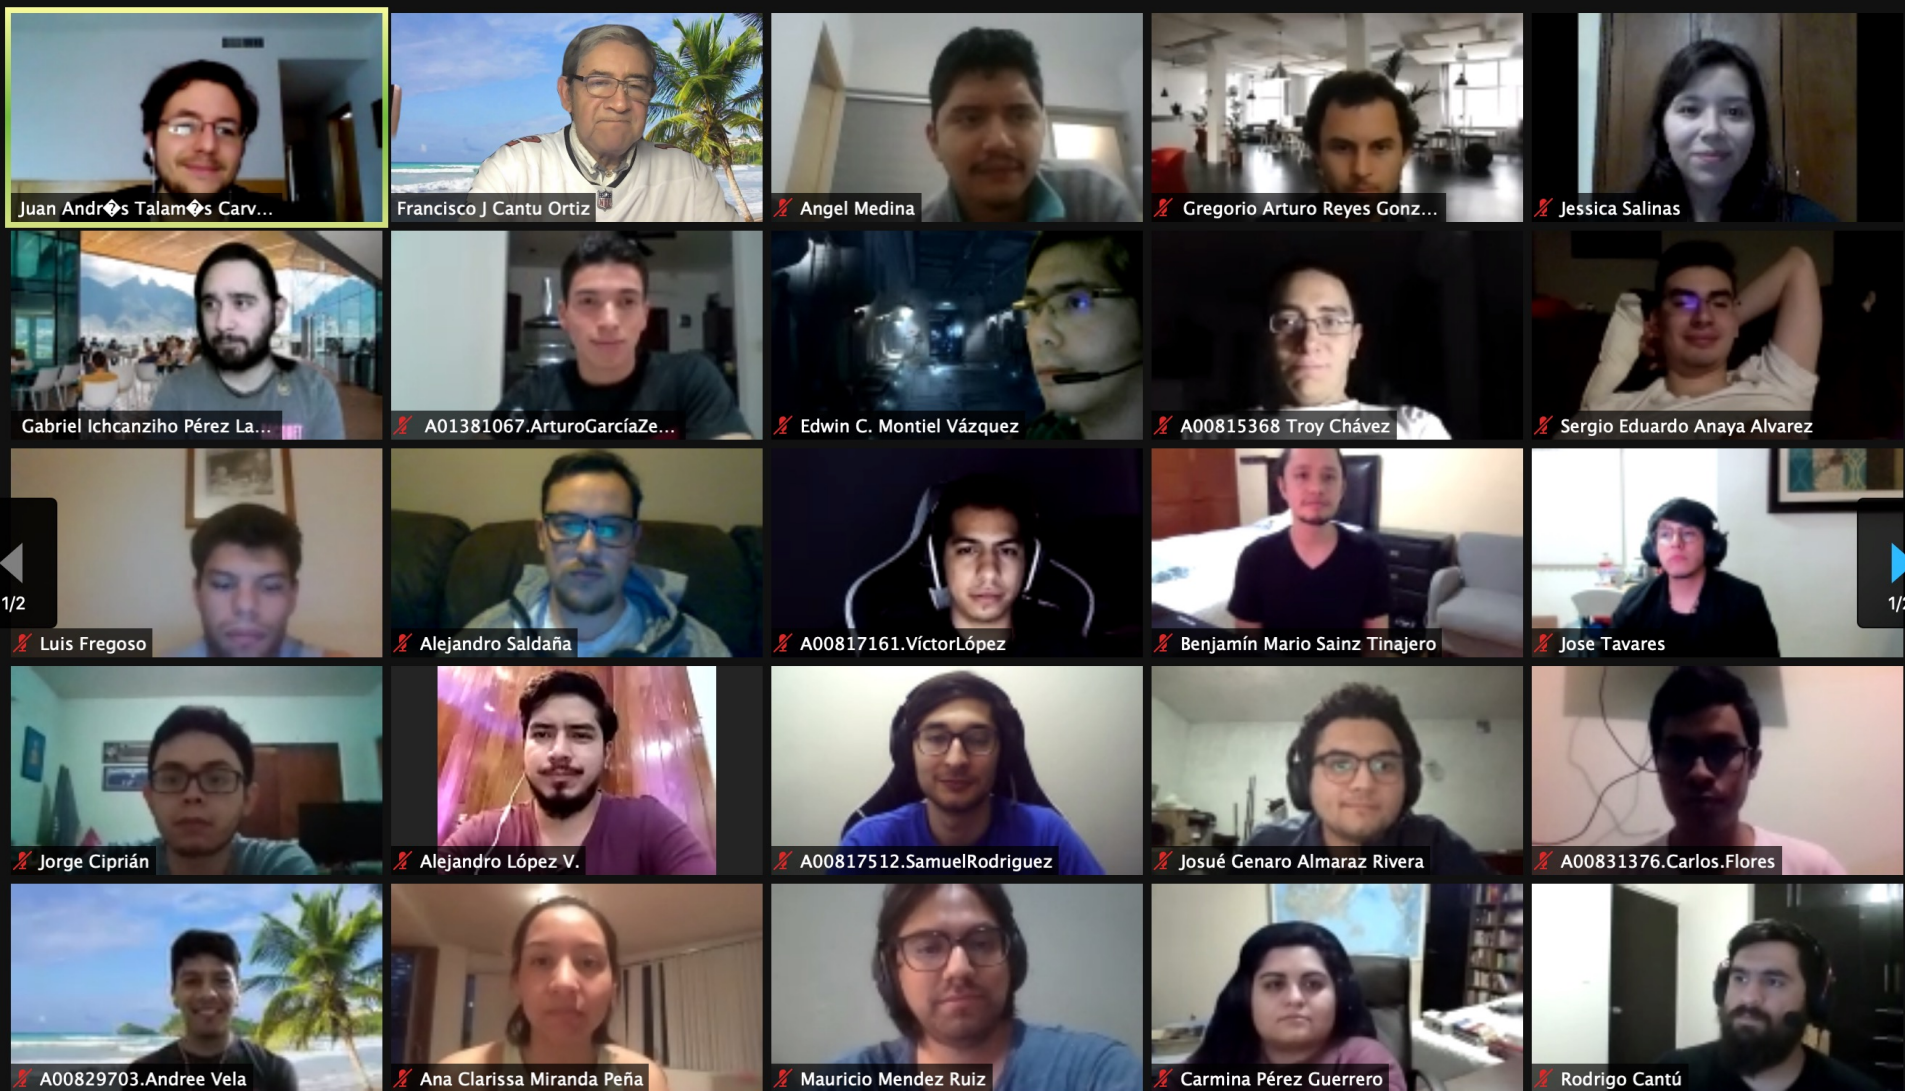 Juan Andr�s Talam�s Carv...
Francisco J Cantu Ortiz
Angel Medina
Gregorio Arturo Reyes Gonz...
Jessica Salinas
Gabriel Ichcanziho Pérez La...
A01381067.ArturoGarcíaZe...
Edwin C. Montiel Vázquez
A00815368 Troy Chávez
Sergio Eduardo Anaya Alvarez
1/2
1/2
Luis Fregoso
Alejandro Saldaña
A00817161.VíctorLópez
Benjamín Mario Sainz Tinajero
Jose Tavares
Jorge Ciprián
Alejandro López V.
A00817512.SamuelRodriguez
Josué Genaro Almaraz Rivera
A00831376.Carlos.Flores
A00829703.Andree Vela
Ana Clarissa Miranda Peña
Mauricio Mendez Ruiz
Carmina Pérez Guerrero
Rodrigo Cantú